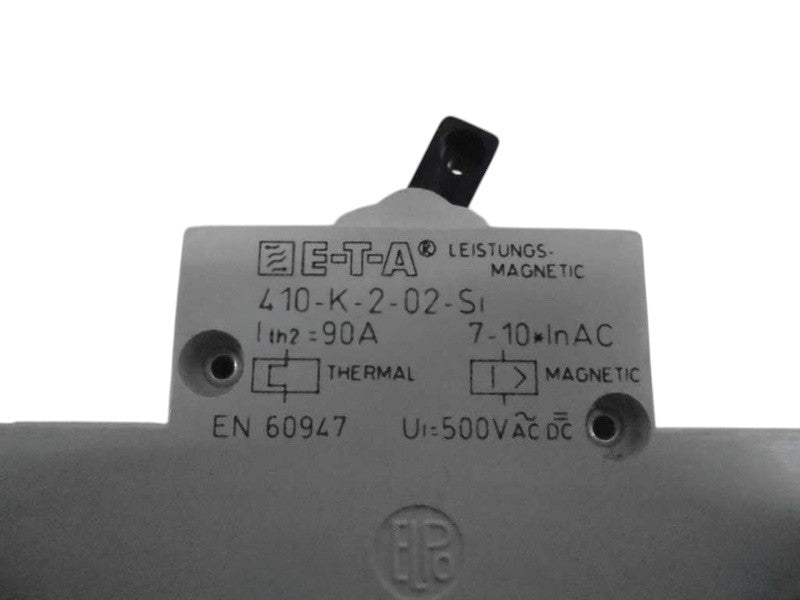 E-T-A® LEISTUNGS-
MAGNETIC
410-K-2-02-Si
Ith2=90A 7-10*InAC
THERMAL I> MAGNETIC
EN 60947 Ui=500V AC DC
ELPO